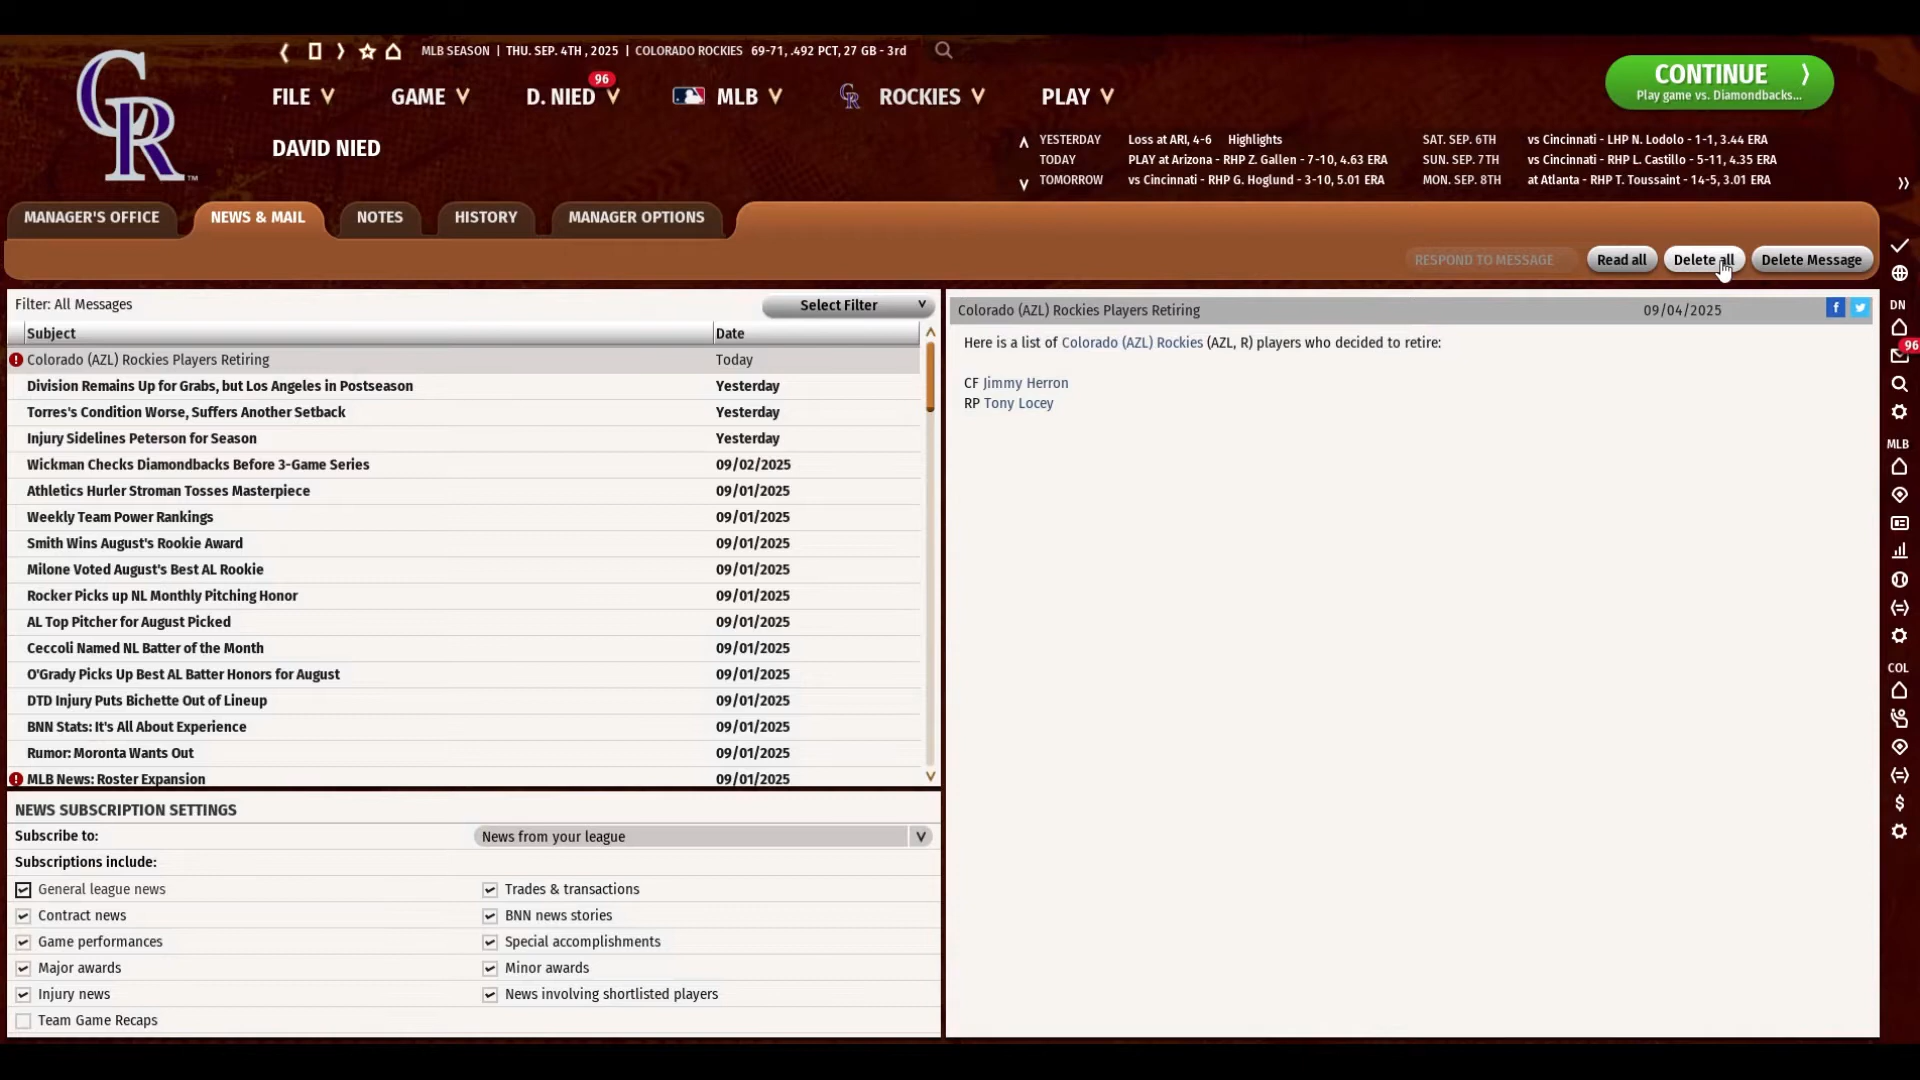 MLB SEASON | THU. SEP. 4TH , 2025 | COLORADO ROCKIES 69-71, .492 PCT, 27 GB - 3rd
CR
TM
FILE GAME D. NIED 96 MLB ROCKIES PLAY
CONTINUE
Play game vs. Diamondbacks...
DAVID NIED
YESTERDAY Loss at ARI, 4-6 Highlights SAT. SEP. 6TH vs Cincinnati - LHP N. Lodolo - 1-1, 3.44 ERA
TODAY PLAY at Arizona - RHP Z. Gallen - 7-10, 4.63 ERA SUN. SEP. 7TH vs Cincinnati - RHP L. Castillo - 5-11, 4.35 ERA
TOMORROW vs Cincinnati - RHP G. Hoglund - 3-10, 5.01 ERA MON. SEP. 8TH at Atlanta - RHP T. Toussaint - 14-5, 3.01 ERA
MANAGER'S OFFICE NEWS & MAIL NOTES HISTORY MANAGER OPTIONS
RESPOND TO MESSAGE Read all Delete all Delete Message
Filter: All Messages Select Filter
Subject Date
Colorado (AZL) Rockies Players Retiring Today
Division Remains Up for Grabs, but Los Angeles in Postseason Yesterday
Torres's Condition Worse, Suffers Another Setback Yesterday
Injury Sidelines Peterson for Season Yesterday
Wickman Checks Diamondbacks Before 3-Game Series 09/02/2025
Athletics Hurler Stroman Tosses Masterpiece 09/01/2025
Weekly Team Power Rankings 09/01/2025
Smith Wins August's Rookie Award 09/01/2025
Milone Voted August's Best AL Rookie 09/01/2025
Rocker Picks up NL Monthly Pitching Honor 09/01/2025
AL Top Pitcher for August Picked 09/01/2025
Ceccoli Named NL Batter of the Month 09/01/2025
O'Grady Picks Up Best AL Batter Honors for August 09/01/2025
DTD Injury Puts Bichette Out of Lineup 09/01/2025
BNN Stats: It's All About Experience 09/01/2025
Rumor: Moronta Wants Out 09/01/2025
MLB News: Roster Expansion 09/01/2025
NEWS SUBSCRIPTION SETTINGS
Subscribe to: News from your league
Subscriptions include:
General league news Trades & transactions
Contract news BNN news stories
Game performances Special accomplishments
Major awards Minor awards
Injury news News involving shortlisted players
Team Game Recaps
Colorado (AZL) Rockies Players Retiring 09/04/2025
Here is a list of Colorado (AZL) Rockies (AZL, R) players who decided to retire:
CF Jimmy Herron
RP Tony Locey
DN
96
MLB
COL